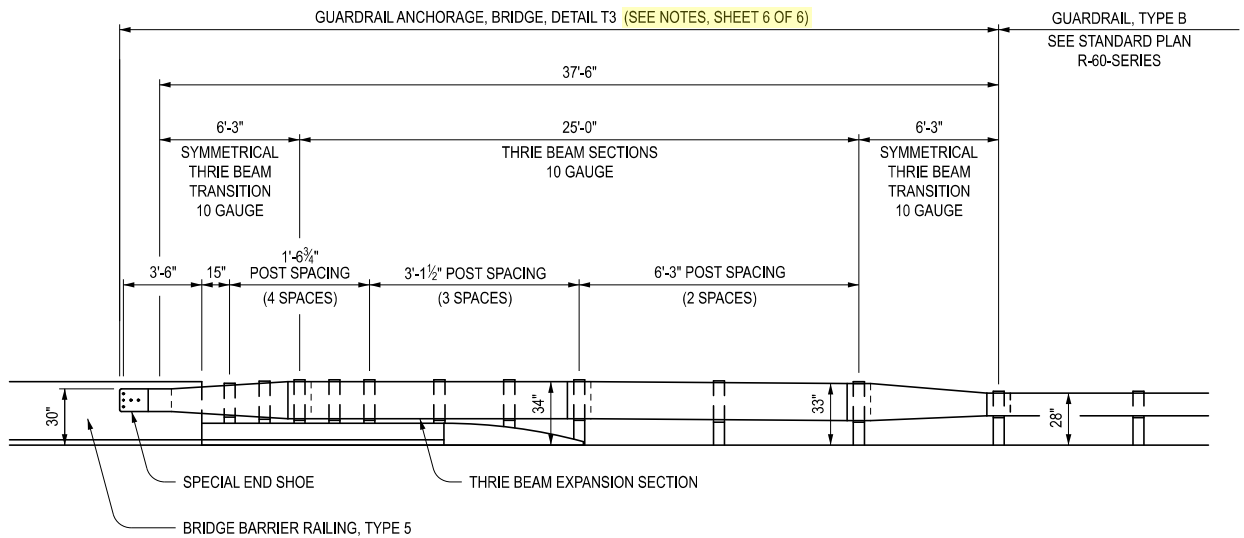 GUARDRAIL ANCHORAGE, BRIDGE, DETAIL T3 (SEE NOTES, SHEET 6 OF 6)
GUARDRAIL, TYPE B
SEE STANDARD PLAN
R-60-SERIES
37'-6"
6'-3"
SYMMETRICAL
THRIE BEAM
TRANSITION
10 GAUGE
25'-0"
THRIE BEAM SECTIONS
10 GAUGE
6'-3"
SYMMETRICAL
THRIE BEAM
TRANSITION
10 GAUGE
3'-6"
15"
1'-6¾"
POST SPACING
(4 SPACES)
3'-1½" POST SPACING
(3 SPACES)
6'-3" POST SPACING
(2 SPACES)
30"
34"
33"
28"
SPECIAL END SHOE
THRIE BEAM EXPANSION SECTION
BRIDGE BARRIER RAILING, TYPE 5